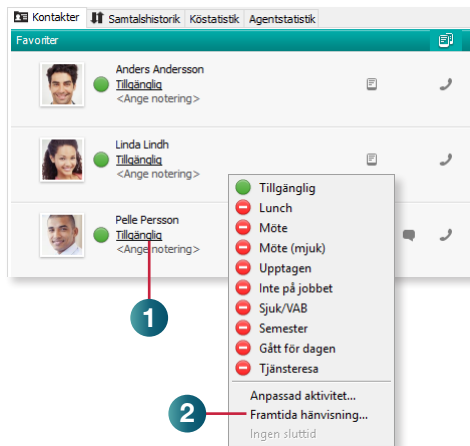 Kontakter Samtalshistorik Köstatistik Agentstatistik
Favoriter
Anders Andersson
Tillgänglig
<Ange notering>
Linda Lindh
Tillgänglig
<Ange notering>
Pelle Persson
Tillgänglig
<Ange notering>
Tillgänglig
Lunch
Möte
Möte (mjuk)
Upptagen
Inte på jobbet
Sjuk/VAB
Semester
Gått för dagen
Tjänsteresa
Anpassad aktivitet...
Framtida hänvisning...
Ingen sluttid
1
2